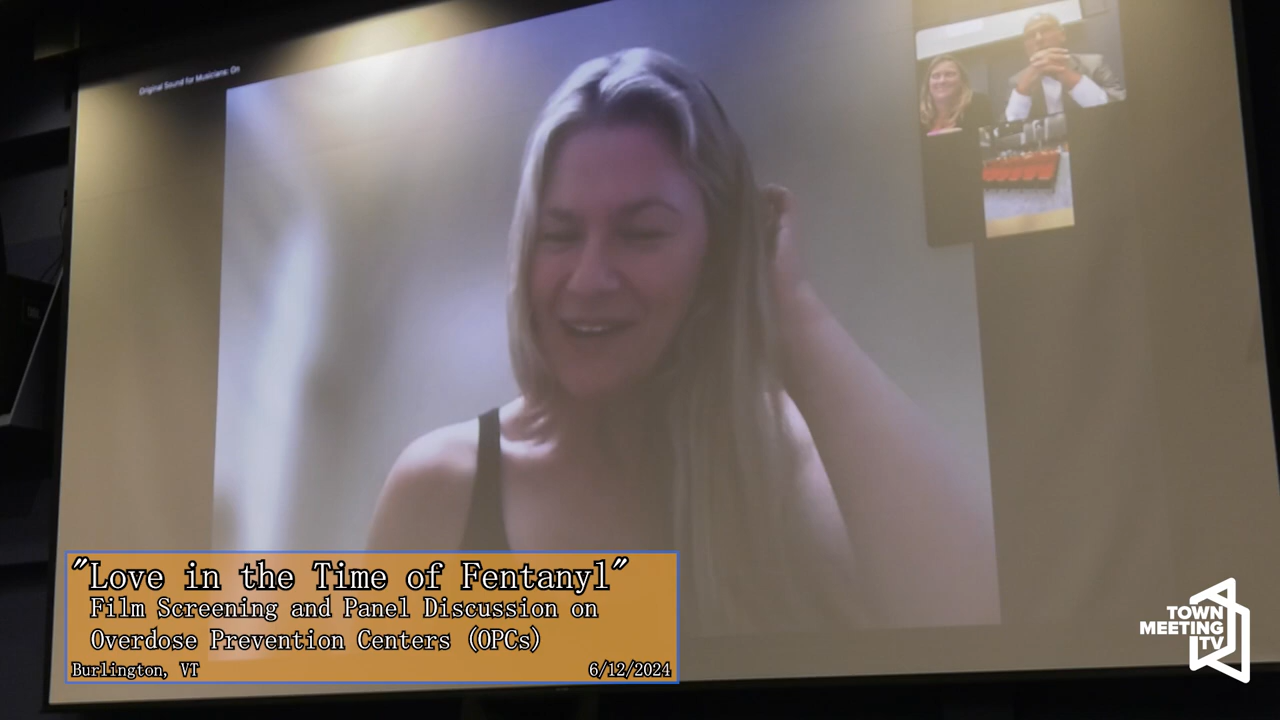 Original Sound for Musicians: On
"Love in the Time of Fentanyl"
Film Screening and Panel Discussion on
Overdose Prevention Centers (OPCs)
Burlington, VT 6/12/2024
TOWN
MEETING
TV